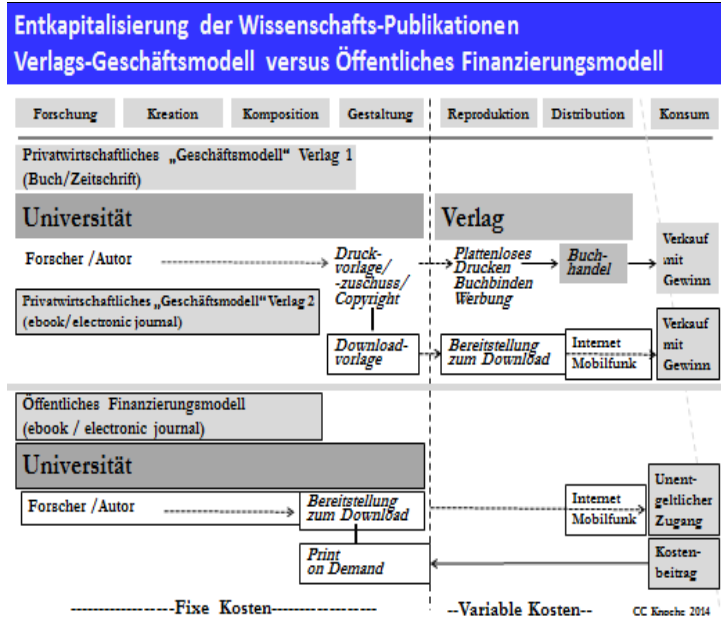 Entkapitalisierung der Wissenschafts-Publikationen
Verlags-Geschäftsmodell versus Öffentliches Finanzierungsmodell
Forschung Kreation Komposition Gestaltung Reproduktion Distribution Konsum
Privatwirtschaftliches „Geschäftsmodell" Verlag 1
(Buch/Zeitschrift)
Universität
Verlag
Forscher /Autor
Druck-
vorlage/
-zuschuss/
Copyright
Plattenloses
Drucken
Buchbinden
Werbung
Buch-
handel
Verkauf
mit
Gewinn
Privatwirtschaftliches „Geschäftsmodell" Verlag 2
(ebook/electronic journal)
Download-
vorlage
Bereitstellung
zum Download
Internet
Mobilfunk
Verkauf
mit
Gewinn
Öffentliches Finanzierungsmodell
(ebook / electronic journal)
Universität
Forscher /Autor
Bereitstellung
zum Download
Internet
Mobilfunk
Unent-
geltlicher
Zugang
Print
on Demand
Kosten-
beitrag
------------------Fixe Kosten------------------
--Variable Kosten--
CC Knoche 2014